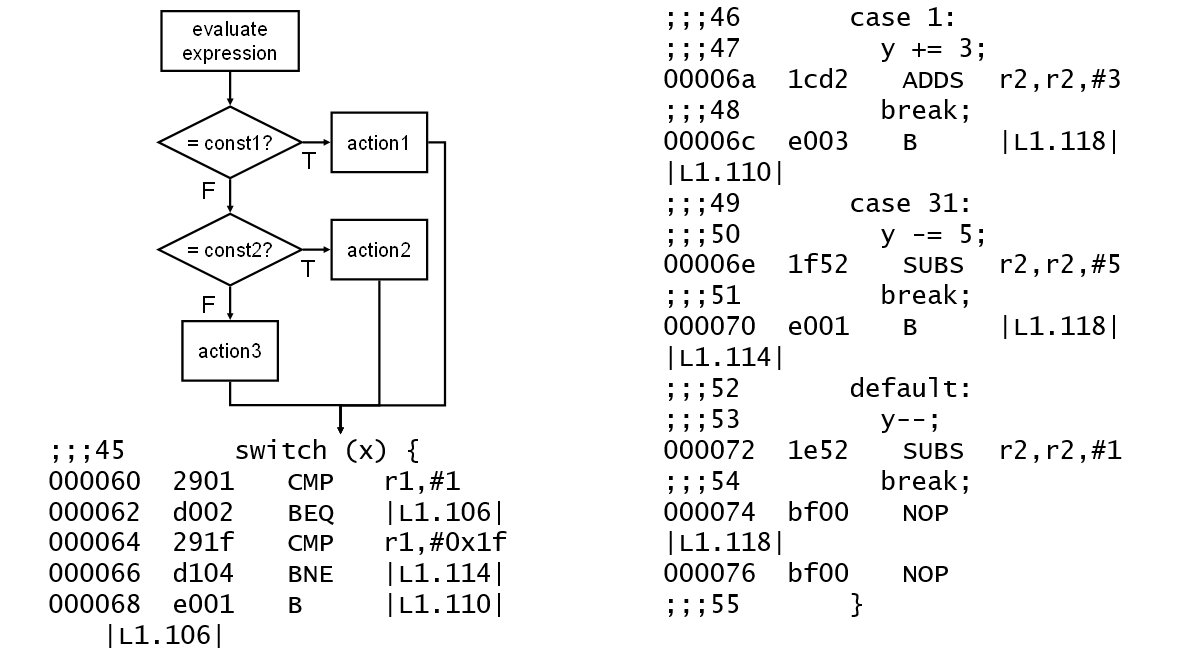 evaluate
expression
= const1?
T
action1
F
= const2?
T
action2
F
action3
;;;45       switch (x) {
000060  2901    CMP    r1,#1
000062  d002    BEQ    |L1.106|
000064  291f    CMP    r1,#0x1f
000066  d104    BNE    |L1.114|
000068  e001    B      |L1.110|
|L1.106|
;;;46       case 1:
;;;47         y += 3;
00006a  1cd2    ADDS   r2,r2,#3
;;;48         break;
00006c  e003    B      |L1.118|
|L1.110|
;;;49       case 31:
;;;50         y -= 5;
00006e  1f52    SUBS   r2,r2,#5
;;;51         break;
000070  e001    B      |L1.118|
|L1.114|
;;;52       default:
;;;53         y--;
000072  1e52    SUBS   r2,r2,#1
;;;54         break;
000074  bf00    NOP
|L1.118|
000076  bf00    NOP
;;;55       }